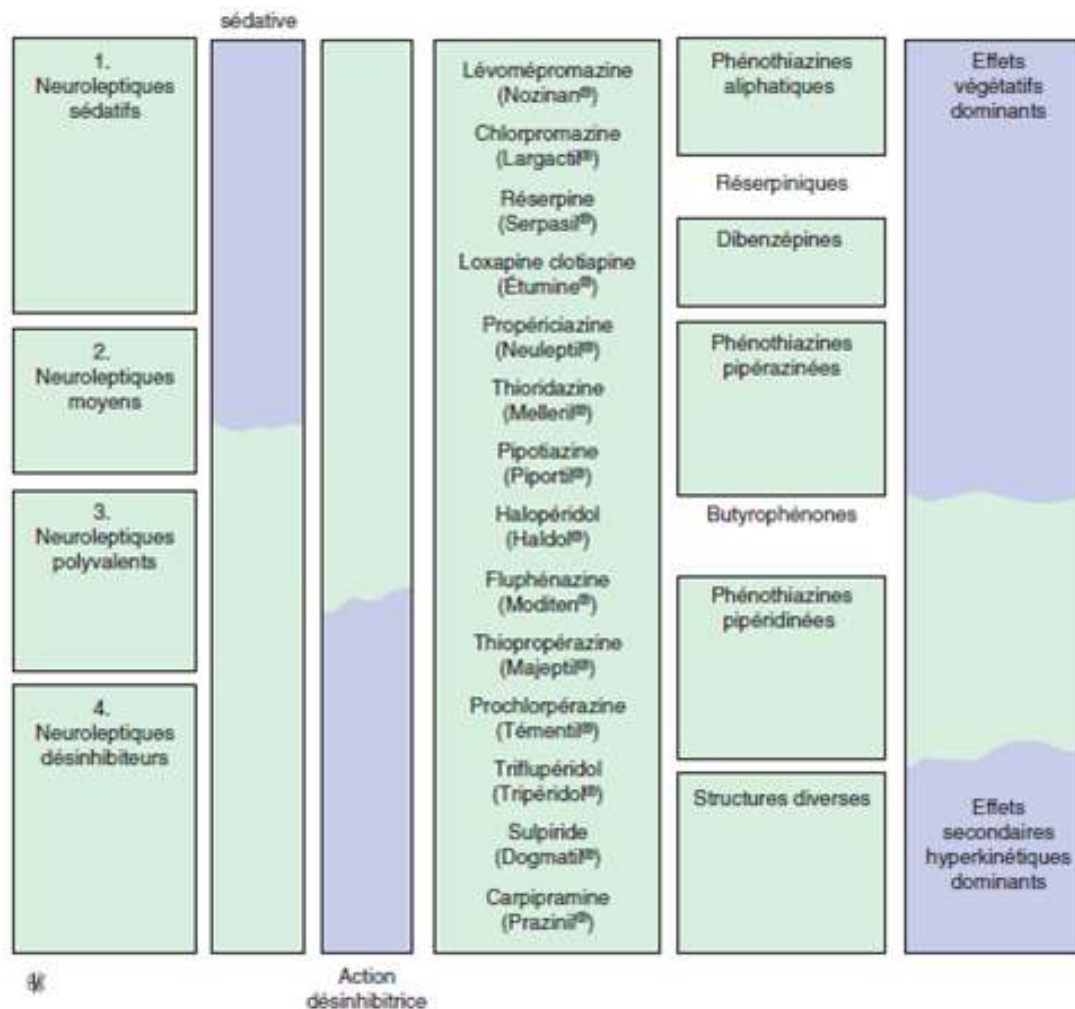 sédative
1.
Neuroleptiques
sédatifs
2.
Neuroleptiques
moyens
3.
Neuroleptiques
polyvalents
4.
Neuroleptiques
désinhibiteurs
Action
désinhibitrice
Lévomépromazine
(Nozinan®)
Chlorpromazine
(Largactil®)
Réserpine
(Serpasil®)
Loxapine clotiapine
(Étumine®)
Propériciazine
(Neuleptil®)
Thioridazine
(Melleril®)
Pipotiazine
(Piportil®)
Halopéridol
(Haldol®)
Fluphénazine
(Moditen®)
Thiopropérazine
(Majeptil®)
Prochlorpérazine
(Témentil®)
Triflupéridol
(Tripéridol®)
Sulpiride
(Dogmatil®)
Carpipramine
(Prazinil®)
Phénothiazines
aliphatiques
Réserpiniques
Dibenzépines
Phénothiazines
pipérazinées
Butyrophénones
Phénothiazines
pipéridinées
Structures diverses
Effets
végétatifs
dominants
Effets
secondaires
hyperkinétiques
dominants